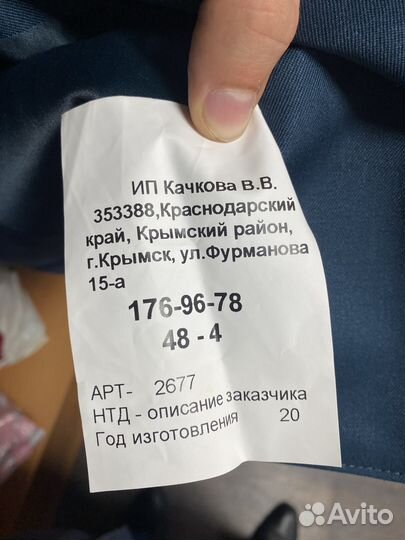 ИП Качкова В.В.
353388,Краснодарский
край, Крымский район,
г.Крымск, ул.Фурманова
15-а
176-96-78
48 - 4
АРТ- 2677
НТД - описание заказчика
Год изготовления 20
Avito